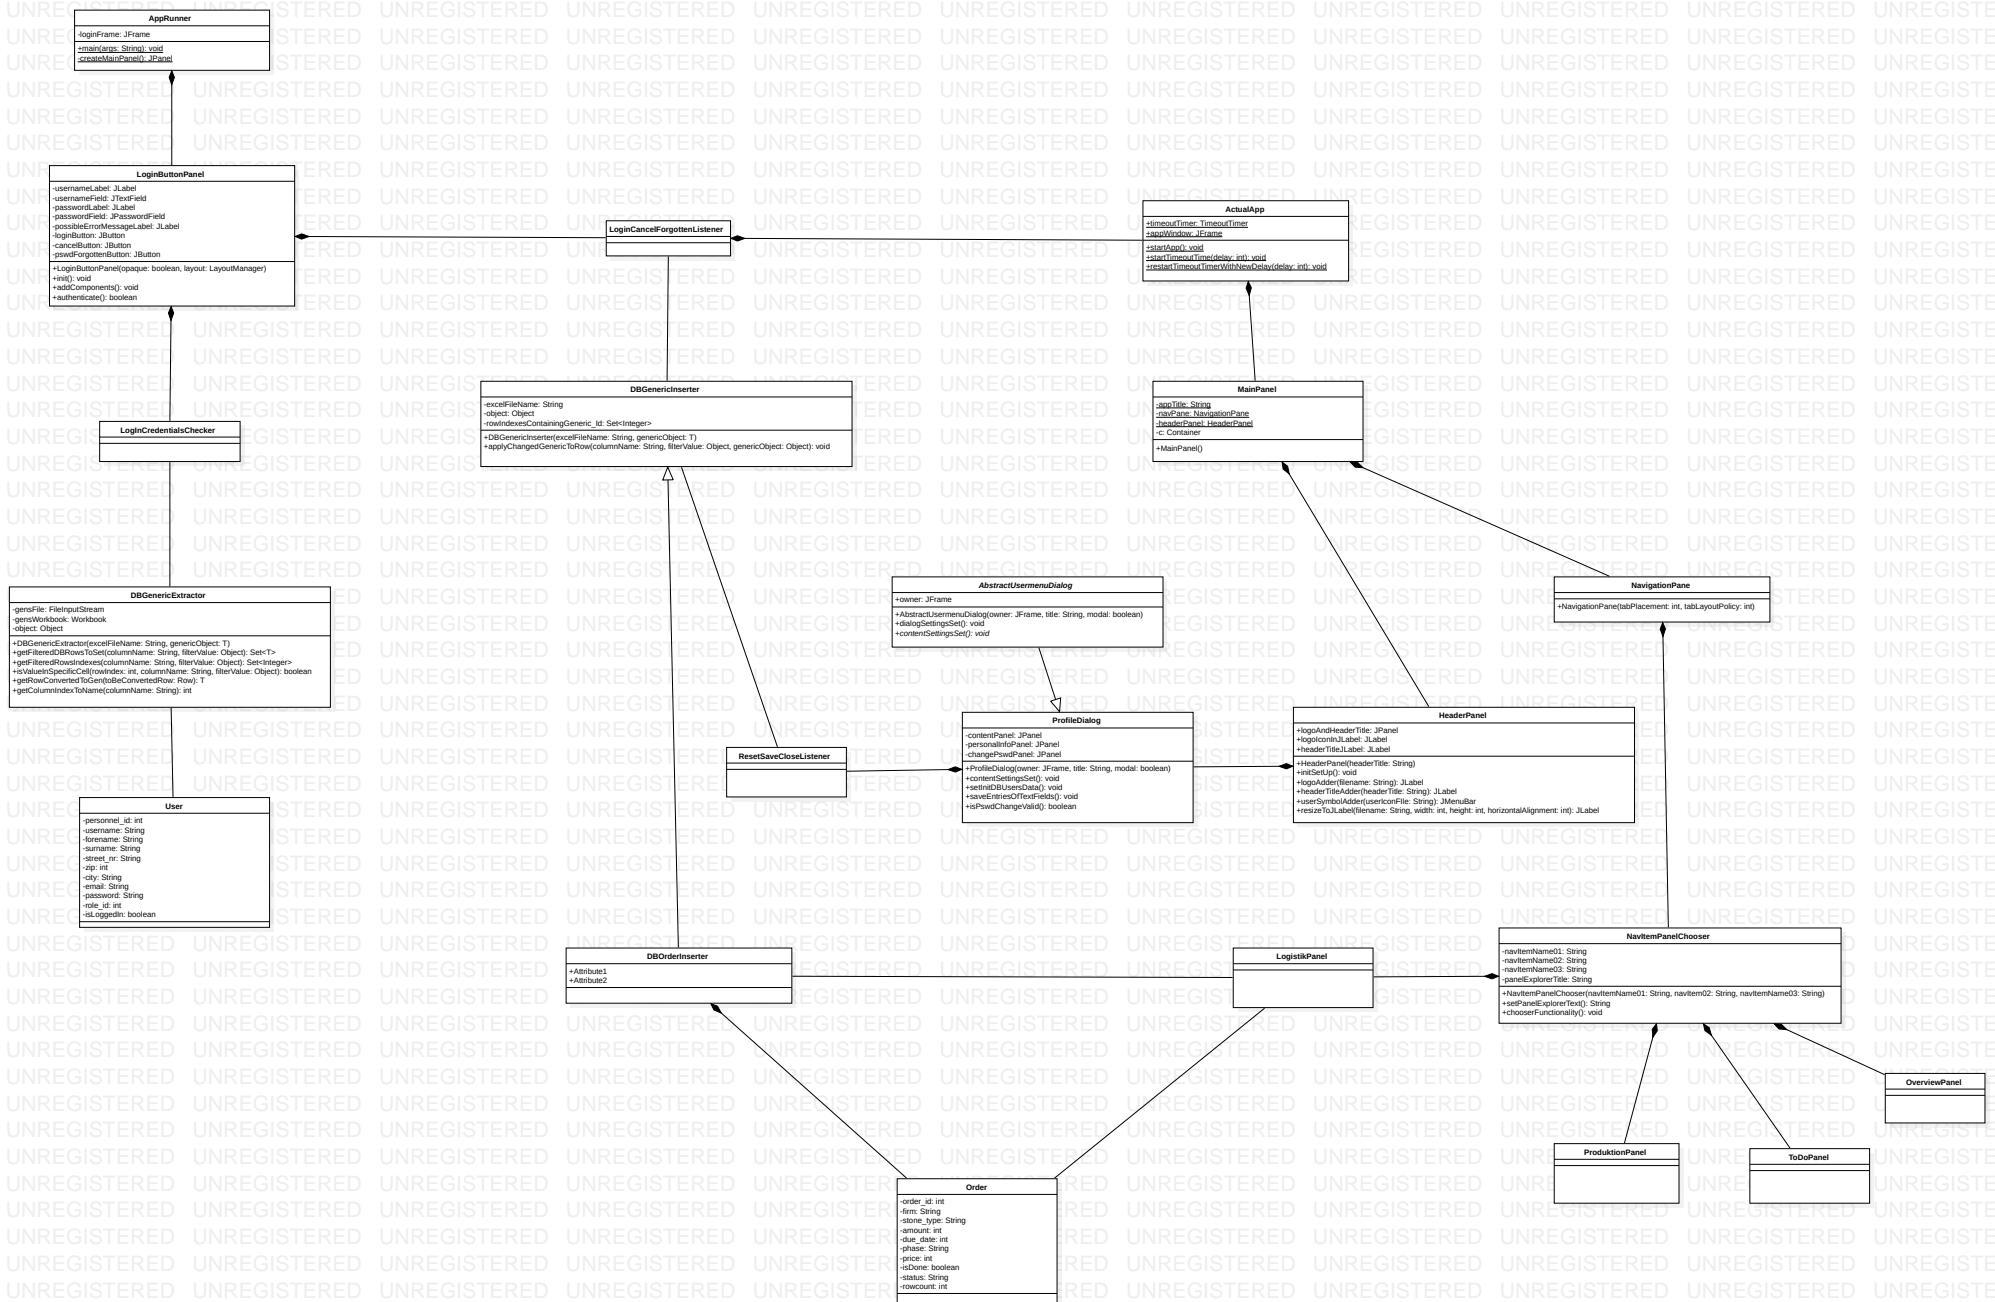 AppRunner
-loginFrame: JFrame
+main(args: String): void
-createMainPanel(): JPanel
LoginButtonPanel
-usernameLabel: JLabel
-usernameField: JTextField
-passwordLabel: JLabel
-passwordField: JPasswordField
-possibleErrorMessageLabel: JLabel
-loginButton: JButton
-cancelButton: JButton
-pswdForgottenButton: JButton
+LoginButtonPanel(opaque: boolean, layout: LayoutManager)
+init(): void
+addComponents(): void
+authenticate(): boolean
LoginCancelForgottenListener
ActualApp
+timeoutTimer: TimeoutTimer
+appWindow: JFrame
+startApp(): void
+startTimeoutTime(delay: int): void
+restartTimeoutTimerWithNewDelay(delay: int): void
DBGenericInserter
-excelFileName: String
-object: Object
-rowIndexesContainingGeneric_Id: Set<Integer>
+DBGenericInserter(excelFileName: String, genericObject: T)
+applyChangedGenericToRow(columnName: String, filterValue: Object, genericObject: Object): void
MainPanel
-appTitle: String
-navPane: NavigationPane
-headerPanel: HeaderPanel
-c: Container
+MainPanel()
LogInCredentialsChecker
DBGenericExtractor
-gensFile: FileInputStream
-gensWorkbook: Workbook
-object: Object
+DBGenericExtractor(excelFileName: String, genericObject: T)
+getFilteredDBRowsToSet(columnName: String, filterValue: Object): Set<T>
+getFilteredRowsIndexes(columnName: String, filterValue: Object): Set<Integer>
+isValueInSpecificCell(rowIndex: int, columnName: String, filterValue: Object): boolean
+getRowConvertedToGen(toBeConvertedRow: Row): T
+getColumnIndexToName(columnName: String): int
AbstractUsermenuDialog
+owner: JFrame
+AbstractUsermenuDialog(owner: JFrame, title: String, modal: boolean)
+dialogSettingsSet(): void
+contentSettingsSet(): void
NavigationPane
+NavigationPane(tabPlacement: int, tabLayoutPolicy: int)
ResetSaveCloseListener
ProfileDialog
-contentPanel: JPanel
-personalInfoPanel: JPanel
-changePswdPanel: JPanel
+ProfileDialog(owner: JFrame, title: String, modal: boolean)
+contentSettingsSet(): void
+setInitDBUsersData(): void
+saveEntriesOfTextFields(): void
+isPswdChangeValid(): boolean
HeaderPanel
+logoAndHeaderTitle: JPanel
+logoIconInJLabel: JLabel
+headerTitleJLabel: JLabel
+HeaderPanel(headerTitle: String)
+initSetUp(): void
+logoAdder(filename: String): JLabel
+headerTitleAdder(headerTitle: String): JLabel
+userSymbolAdder(userIconFile: String): JMenuBar
+resizeToJLabel(filename: String, width: int, height: int, horizontalAlignment: int): JLabel
User
-personnel_id: int
-username: String
-forename: String
-surname: String
-street_nr: String
-zip: int
-city: String
-email: String
-password: String
-role_id: int
-isLoggedIn: boolean
DBOrderInserter
+Attribute1
+Attribute2
LogistikPanel
NavItemPanelChooser
-navItemName01: String
-navItemName02: String
-navItemName03: String
-panelExplorerTitle: String
+NavItemPanelChooser(navItemName01: String, navItem02: String, navItemName03: String)
+setPanelExplorerText(): String
+chooserFunctionality(): void
OverviewPanel
ProduktionPanel
ToDoPanel
Order
-order_id: int
-firm: String
-stone_type: String
-amount: int
-due_date: int
-phase: String
-price: int
-isDone: boolean
-status: String
-rowcount: int